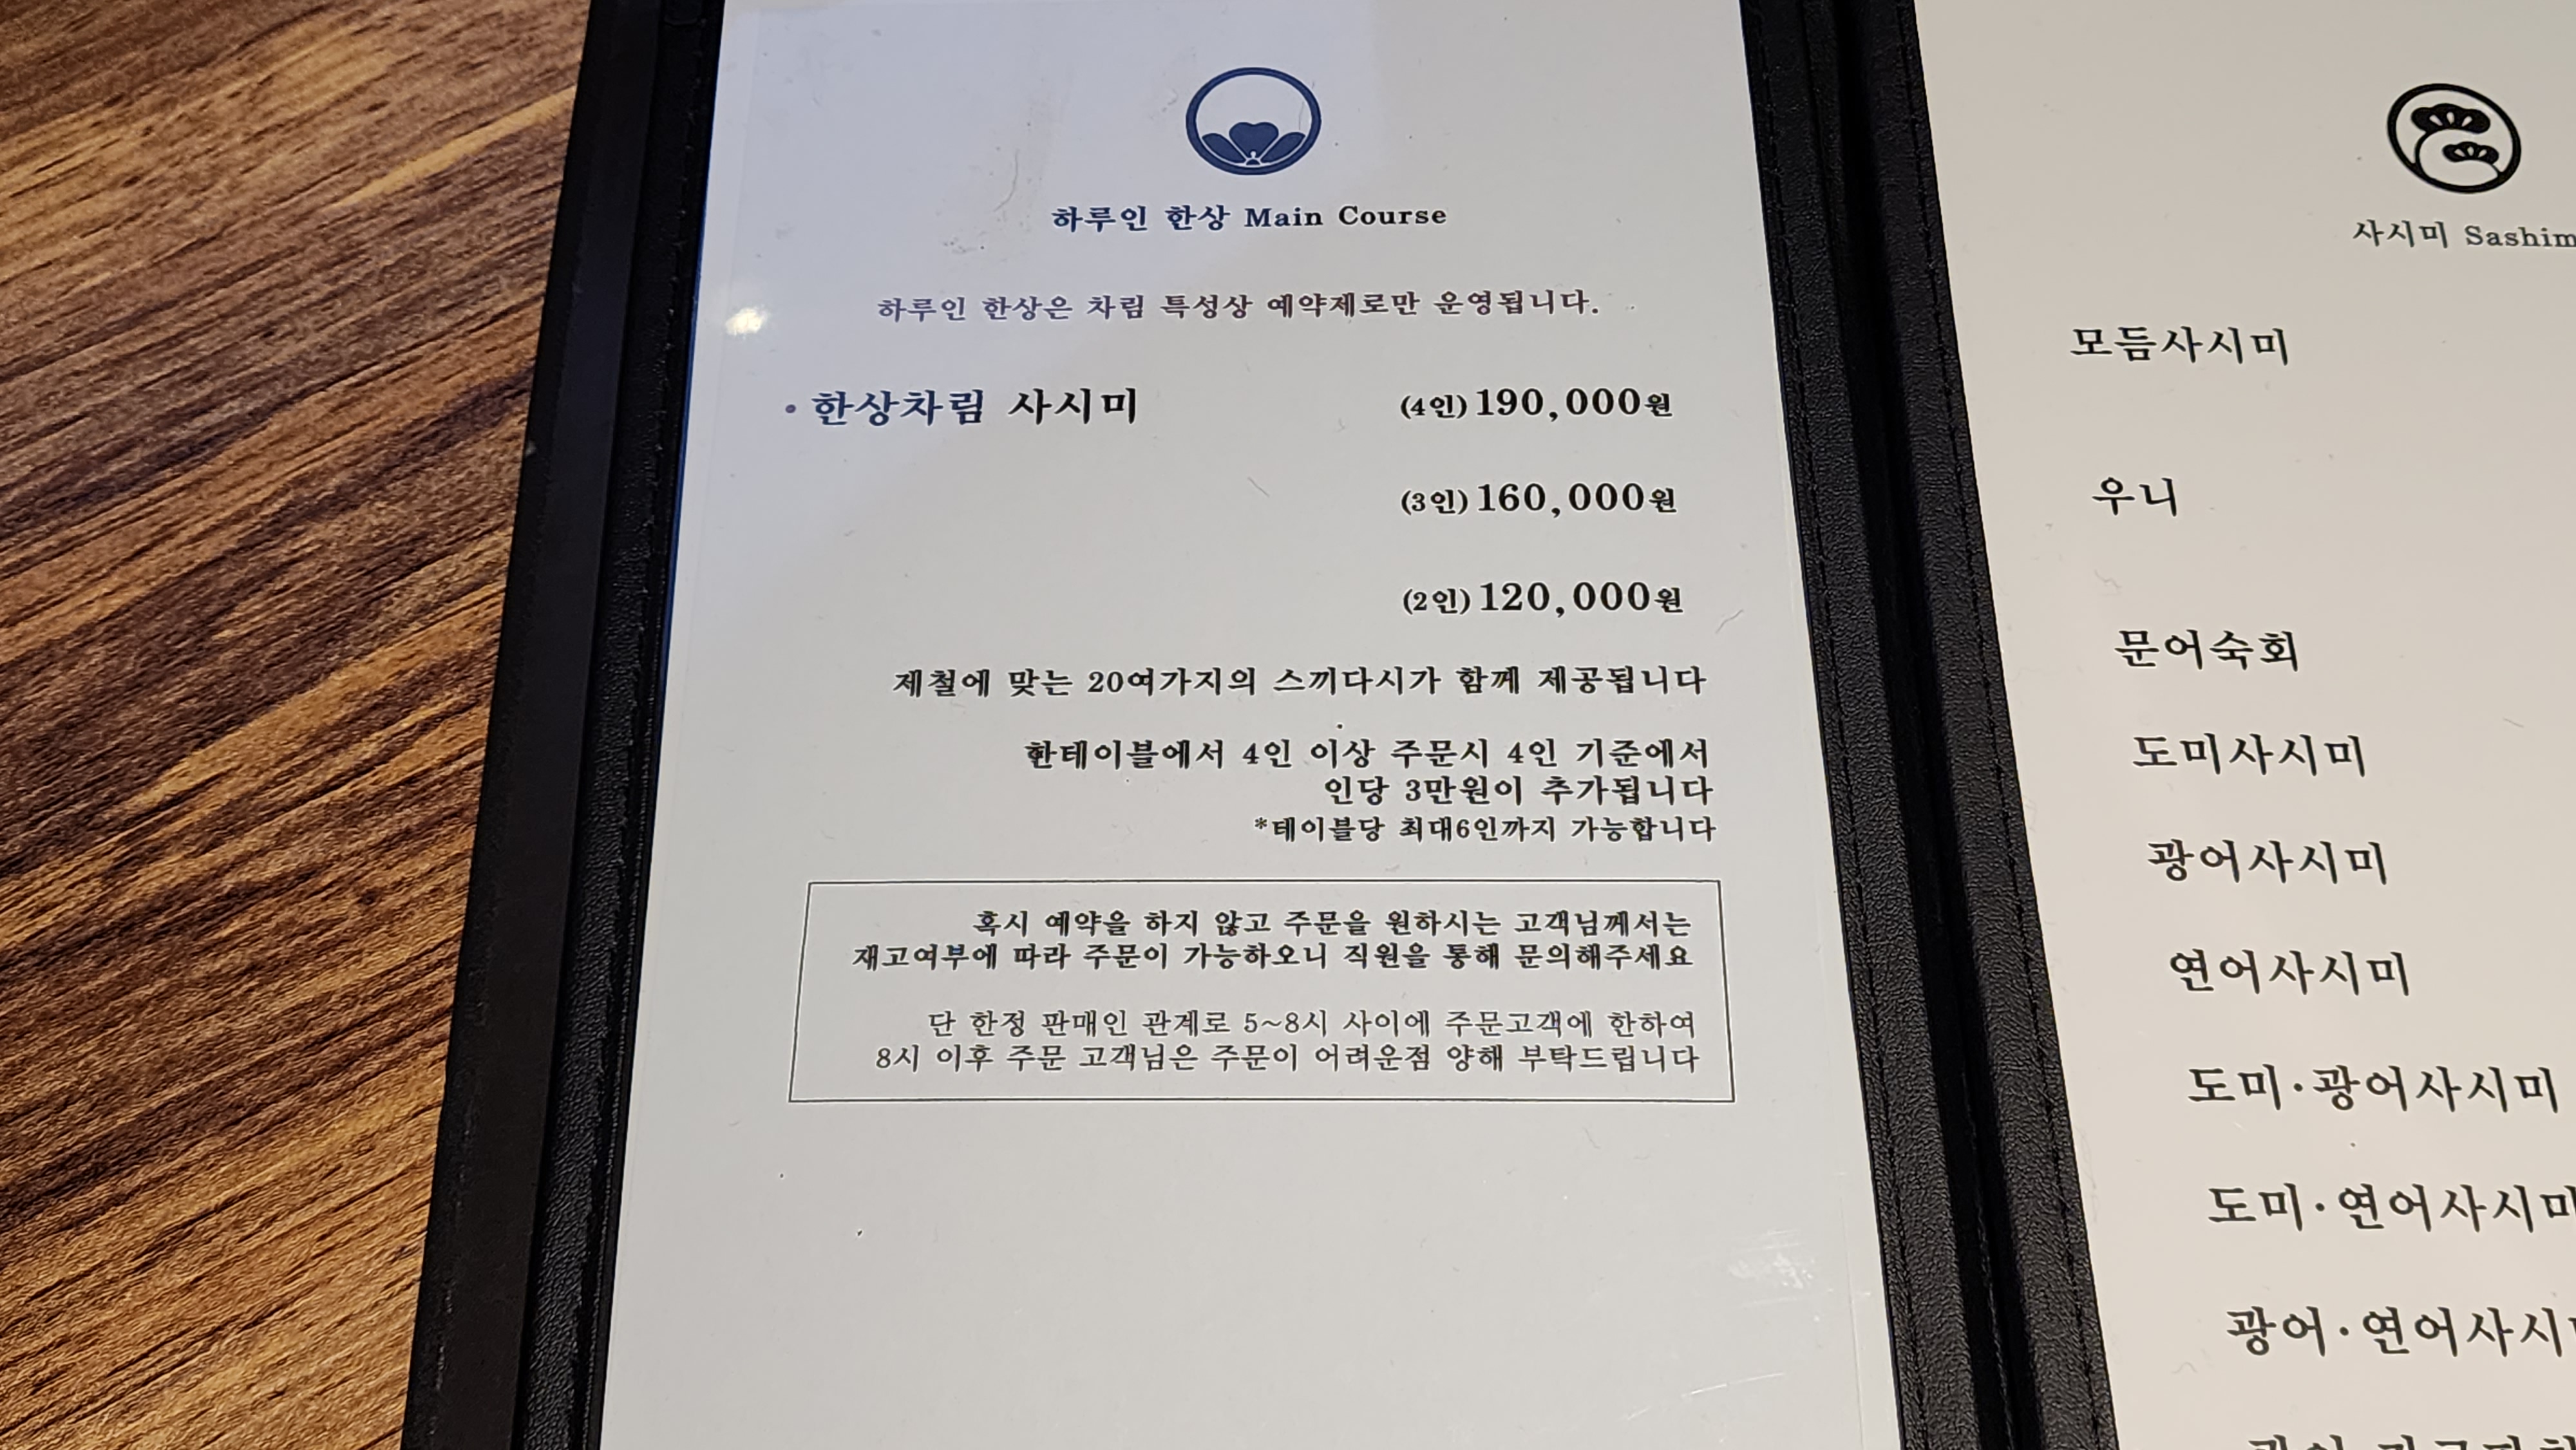 하루인 한상 Main Course
하루인 한상은 차림 특성상 예약제로만 운영됩니다.
• 한상차림 사시미 (4인) 190,000원
(3인) 160,000원
(2인) 120,000원
제철에 맞는 20여가지의 스끼다시가 함께 제공됩니다
한테이블에서 4인 이상 주문시 4인 기준에서
인당 3만원이 추가됩니다
*테이블당 최대6인까지 가능합니다
혹시 예약을 하지 않고 주문을 원하시는 고객님께서는
재고여부에 따라 주문이 가능하오니 직원을 통해 문의해주세요
단 한정 판매인 관계로 5~8시 사이에 주문고객에 한하여
8시 이후 주문 고객님은 주문이 어려운점 양해 부탁드립니다
사시미 Sashim
모듬사시미
우니
문어숙회
도미사시미
광어사시미
연어사시미
도미·광어사시미
도미·연어사시미
광어·연어사시